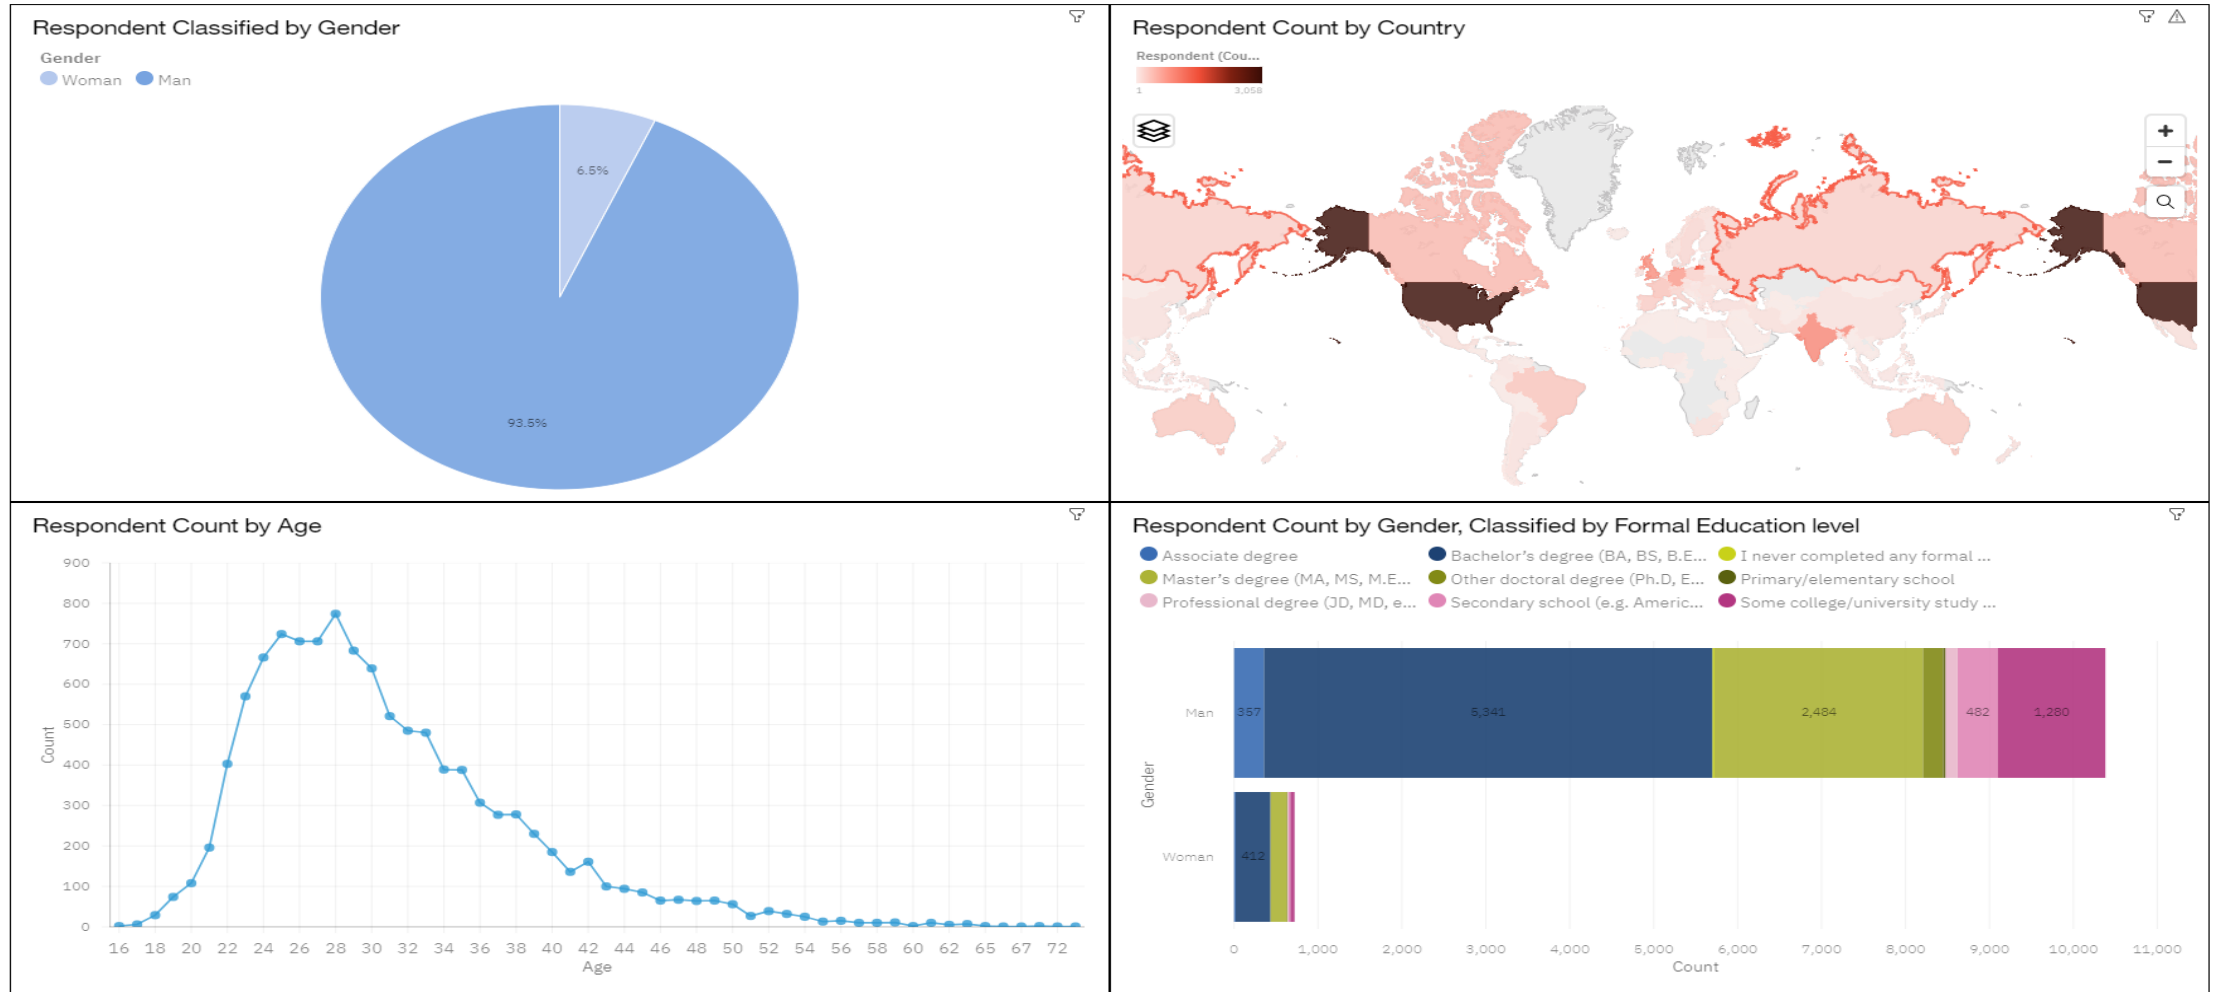 Respondent Classified by Gender
Gender
Woman Man
6.5%
93.5%
Respondent Count by Country
Respondent (Cou...
1 3,058
+
−
Respondent Count by Age
900
800
700
600
500
400
300
200
100
0
Count
16 18 20 22 24 26 28 30 32 34 36 38 40 42 44 46 48 50 52 54 56 58 60 62 65 67 72
Age
Respondent Count by Gender, Classified by Formal Education level
Associate degree Bachelor's degree (BA, BS, B.E... I never completed any formal ...
Master's degree (MA, MS, M.E... Other doctoral degree (Ph.D, E... Primary/elementary school
Professional degree (JD, MD, e... Secondary school (e.g. Americ... Some college/university study ...
Gender
Man 357 5,341 2,484 482 1,280
Woman 412
0 1,000 2,000 3,000 4,000 5,000 6,000 7,000 8,000 9,000 10,000 11,000
Count